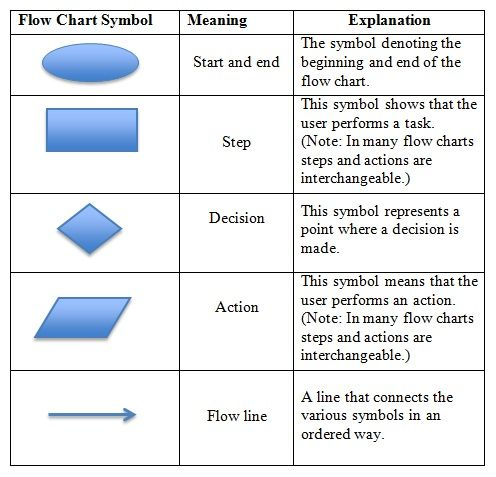 Flow Chart Symbol Meaning Explanation
Start and end
The symbol denoting the
beginning and end of the
flow chart.
Step
This symbol shows that the
user performs a task.
(Note: In many flow charts
steps and actions are
interchangeable.)
Decision
This symbol represents a
point where a decision is
made.
Action
This symbol means that the
user performs an action.
(Note: In many flow charts
steps and actions are
interchangeable.)
Flow line
A line that connects the
various symbols in an
ordered way.